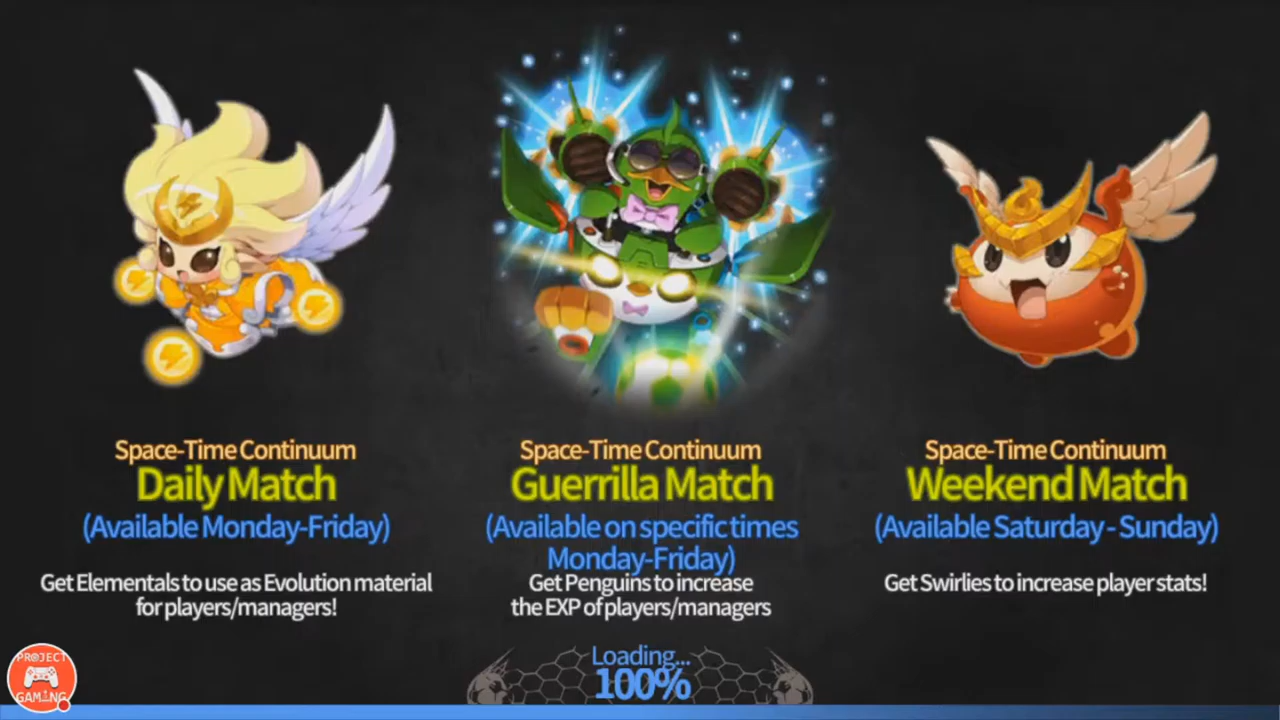 Space-Time Continuum
Daily Match
(Available Monday-Friday)
Get Elementals to use as Evolution material
for players/managers!
Space-Time Continuum
Guerrilla Match
(Available on specific times
Monday-Friday)
Get Penguins to increase
the EXP of players/managers
Space-Time Continuum
Weekend Match
(Available Saturday - Sunday)
Get Swirlies to increase player stats!
Loading...
100%
PROJECT
GAMING